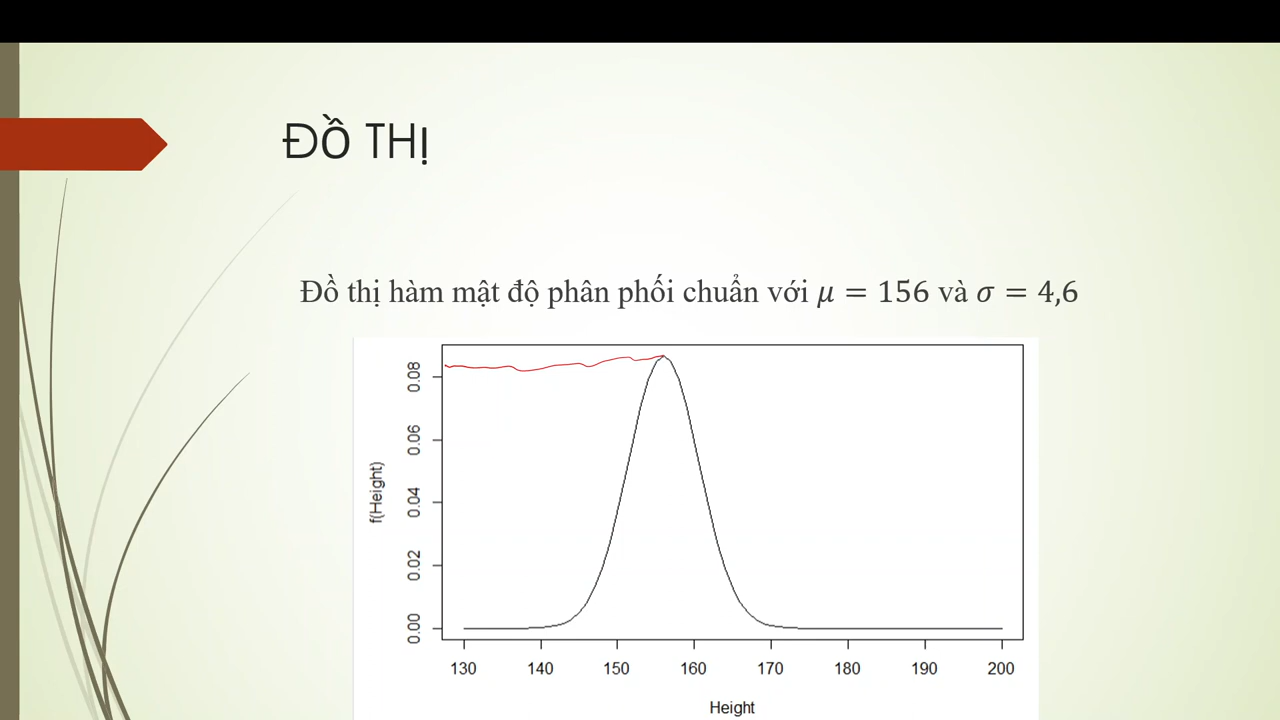 ĐỒ THỊ
Đồ thị hàm mật độ phân phối chuẩn với 𝜇 = 156 và 𝜎 = 4,6
0.08
0.06
0.04
0.02
0.00
f(Height)
130 140 150 160 170 180 190 200
Height